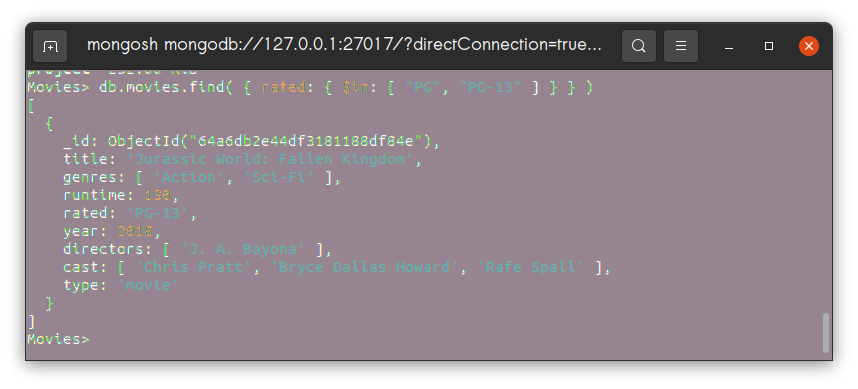 mongosh mongodb://127.0.0.1:27017/?directConnection=true...
Movies> db.movies.find( { rated: { $in: [ "PG", "PG-13" ] } } )
[
{
_id: ObjectId("64a6db2e44df3181188df84e"),
title: 'Jurassic World: Fallen Kingdom',
genres: [ 'Action', 'Sci-Fi' ],
runtime: 130,
rated: 'PG-13',
year: 2018,
directors: [ 'J. A. Bayona' ],
cast: [ 'Chris Pratt', 'Bryce Dallas Howard', 'Rafe Spall' ],
type: 'movie'
}
]
Movies>